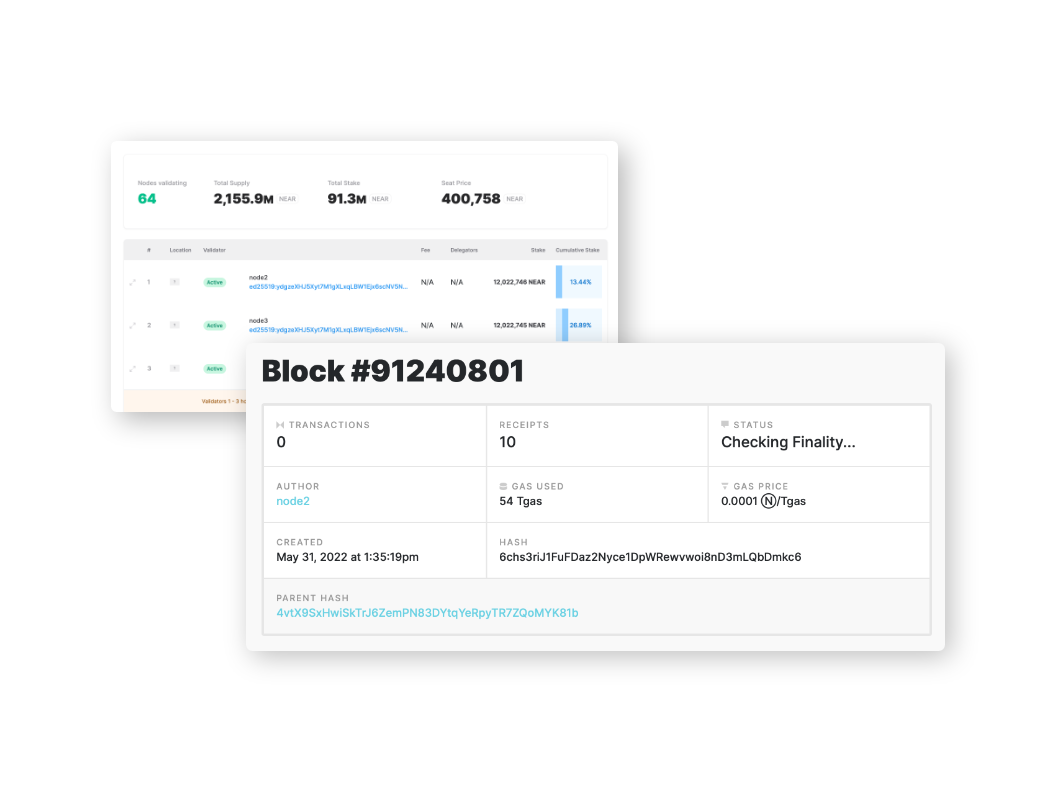 Nodes validating
64
Total Supply
2,155.9M NEAR
Total Stake
91.3M NEAR
Seat Price
400,758 NEAR
# Location Validator Fee Delegators Stake Cumulative Stake
1 ? Active node2 N/A N/A 12,022,748 NEAR 13.44%
ed25519:ydgzeXHJ5Xyt7M1gXLxqLBW1Ejx6scNV5N...
2 ? Active node3 N/A N/A 12,022,745 NEAR 26.89%
ed25519:ydgzeXHJ5Xyt7M1gXLxqLBW1Ejx6scNV5N...
3 ? Active
Validators 1 - 3
Block #91240801
TRANSACTIONS
0
RECEIPTS
10
STATUS
Checking Finality...
AUTHOR
node2
GAS USED
54 Tgas
GAS PRICE
0.0001 Ⓝ/Tgas
CREATED
May 31, 2022 at 1:35:19pm
HASH
6chs3riJ1FuFDaz2Nyce1DpWRewvwoi8nD3mLQbDmkc6
PARENT HASH
4vtX9SxHwiSkTrJ6ZemPN83DYtqYeRpyTR7ZQoMYK81b